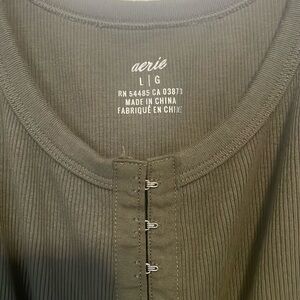 aerie
L | G
RN 54485 CA 03871
MADE IN CHINA
FABRIQUÉ EN CHINE